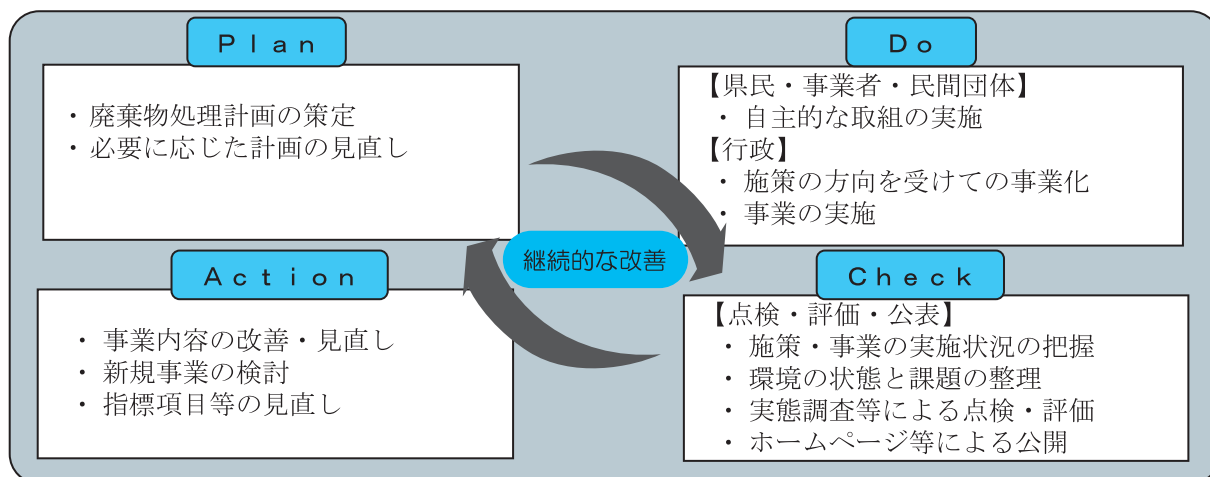 Plan
・ 廃棄物処理計画の策定
・ 必要に応じた計画の見直し
Do
【県民・事業者・民間団体】
・ 自主的な取組の実施
【行政】
・ 施策の方向を受けての事業化
・ 事業の実施
継続的な改善
Action
・ 事業内容の改善・見直し
・ 新規事業の検討
・ 指標項目等の見直し
Check
【点検・評価・公表】
・ 施策・事業の実施状況の把握
・ 環境の状態と課題の整理
・ 実態調査等による点検・評価
・ ホームページ等による公開